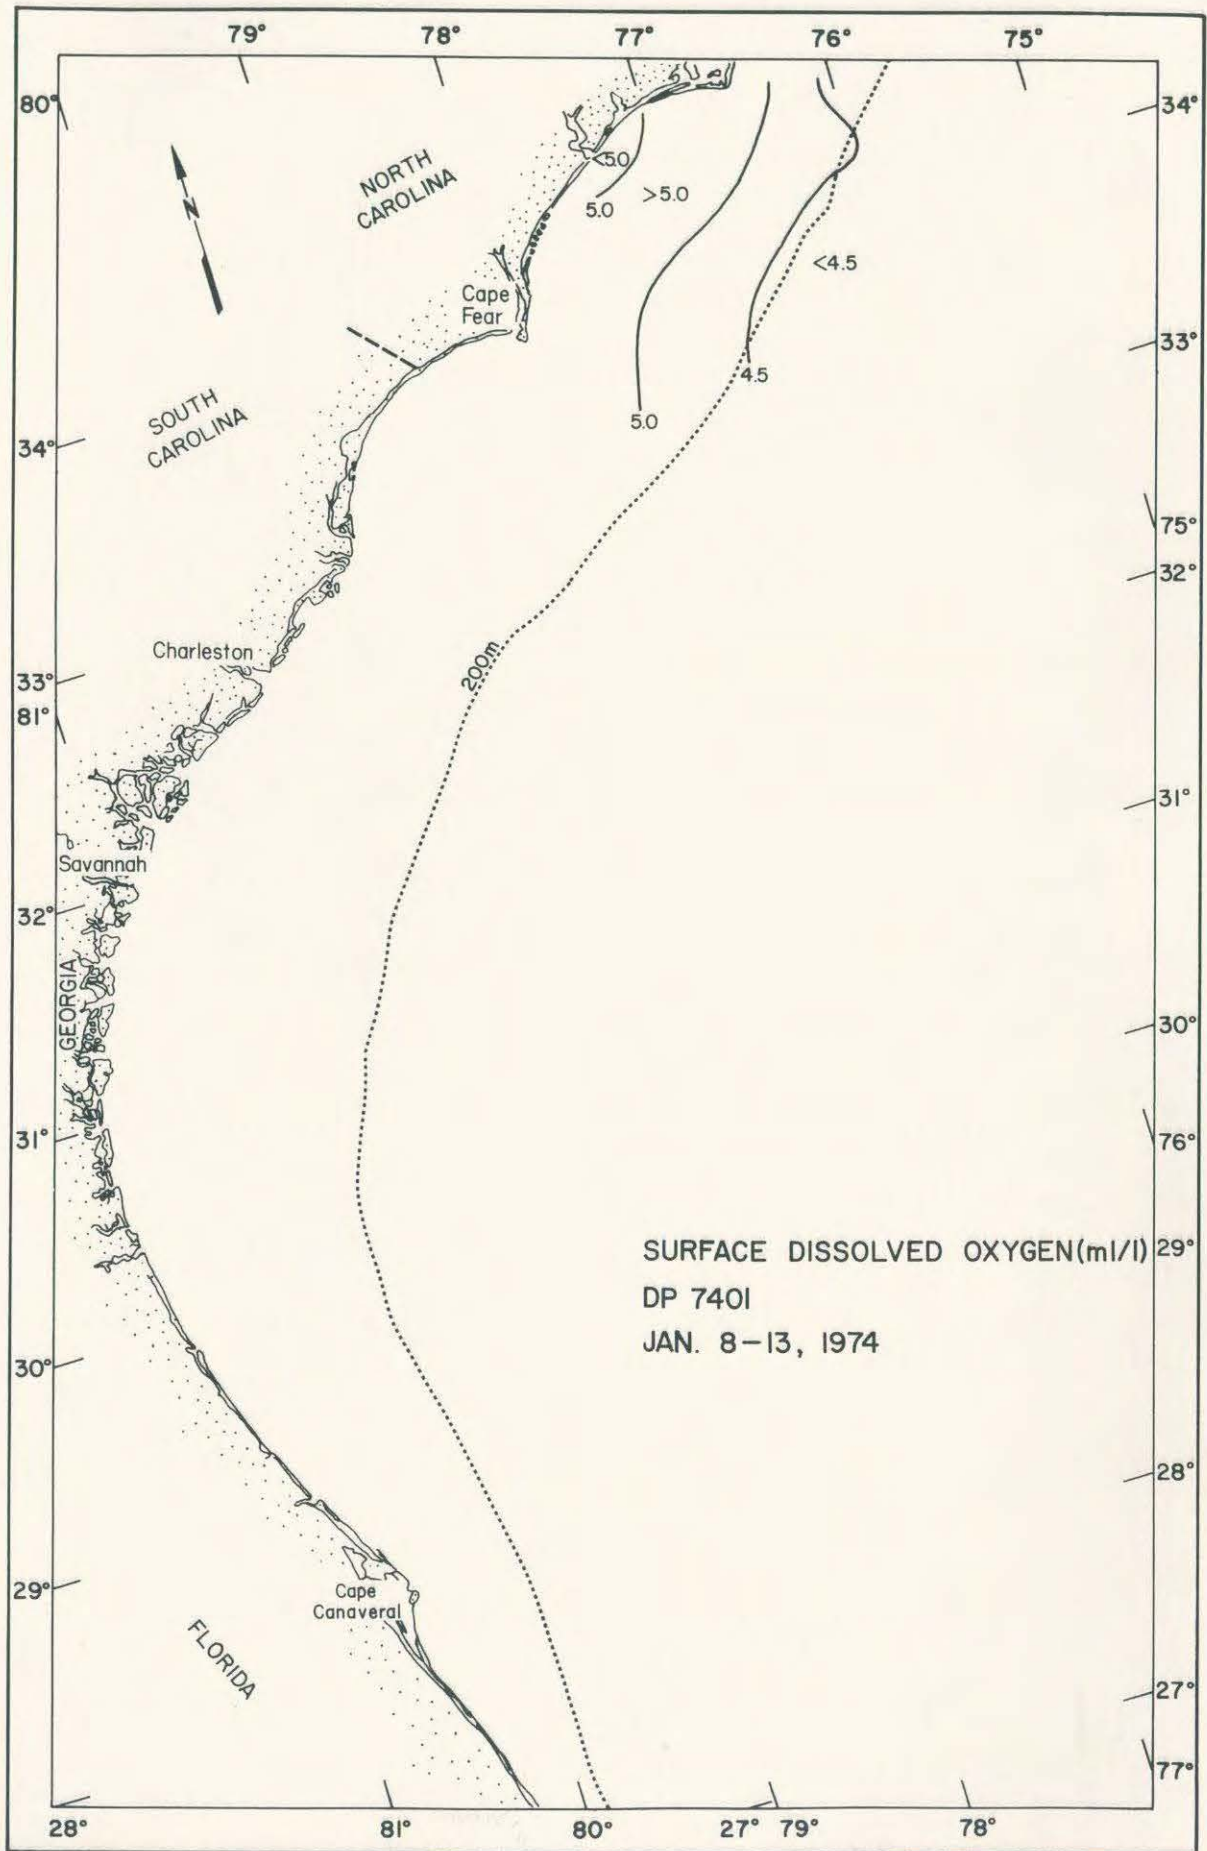 79° 78° 77° 76° 75°
80°
34°
NORTH
CAROLINA
<5.0
>5.0
5.0
<4.5
Cape
Fear
33°
4.5
5.0
SOUTH
CAROLINA
34°
75°
32°
Charleston
200m
33°
81°
31°
Savannah
32°
GEORGIA
30°
31°
76°
SURFACE DISSOLVED OXYGEN (ml/l)
29°
DP 7401
JAN. 8-13, 1974
30°
28°
29°
Cape
Canaveral
FLORIDA
27°
77°
28° 81° 80° 27° 79° 78°
N